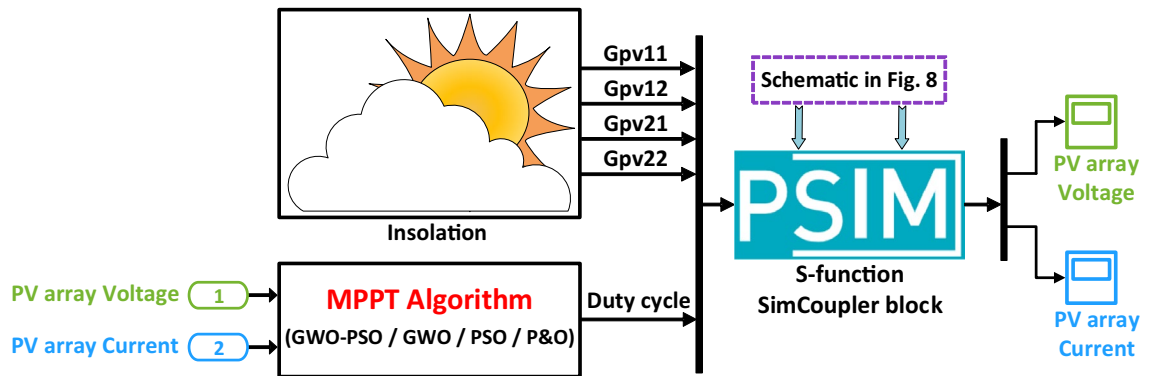 Gpv11
Gpv12
Gpv21
Gpv22
Insolation
Schematic in Fig. 8
PSIM
S-function
SimCoupler block
PV array
Voltage
PV array
Current
PV array Voltage
1
PV array Current
2
MPPT Algorithm
(GWO-PSO / GWO / PSO / P&O)
Duty cycle